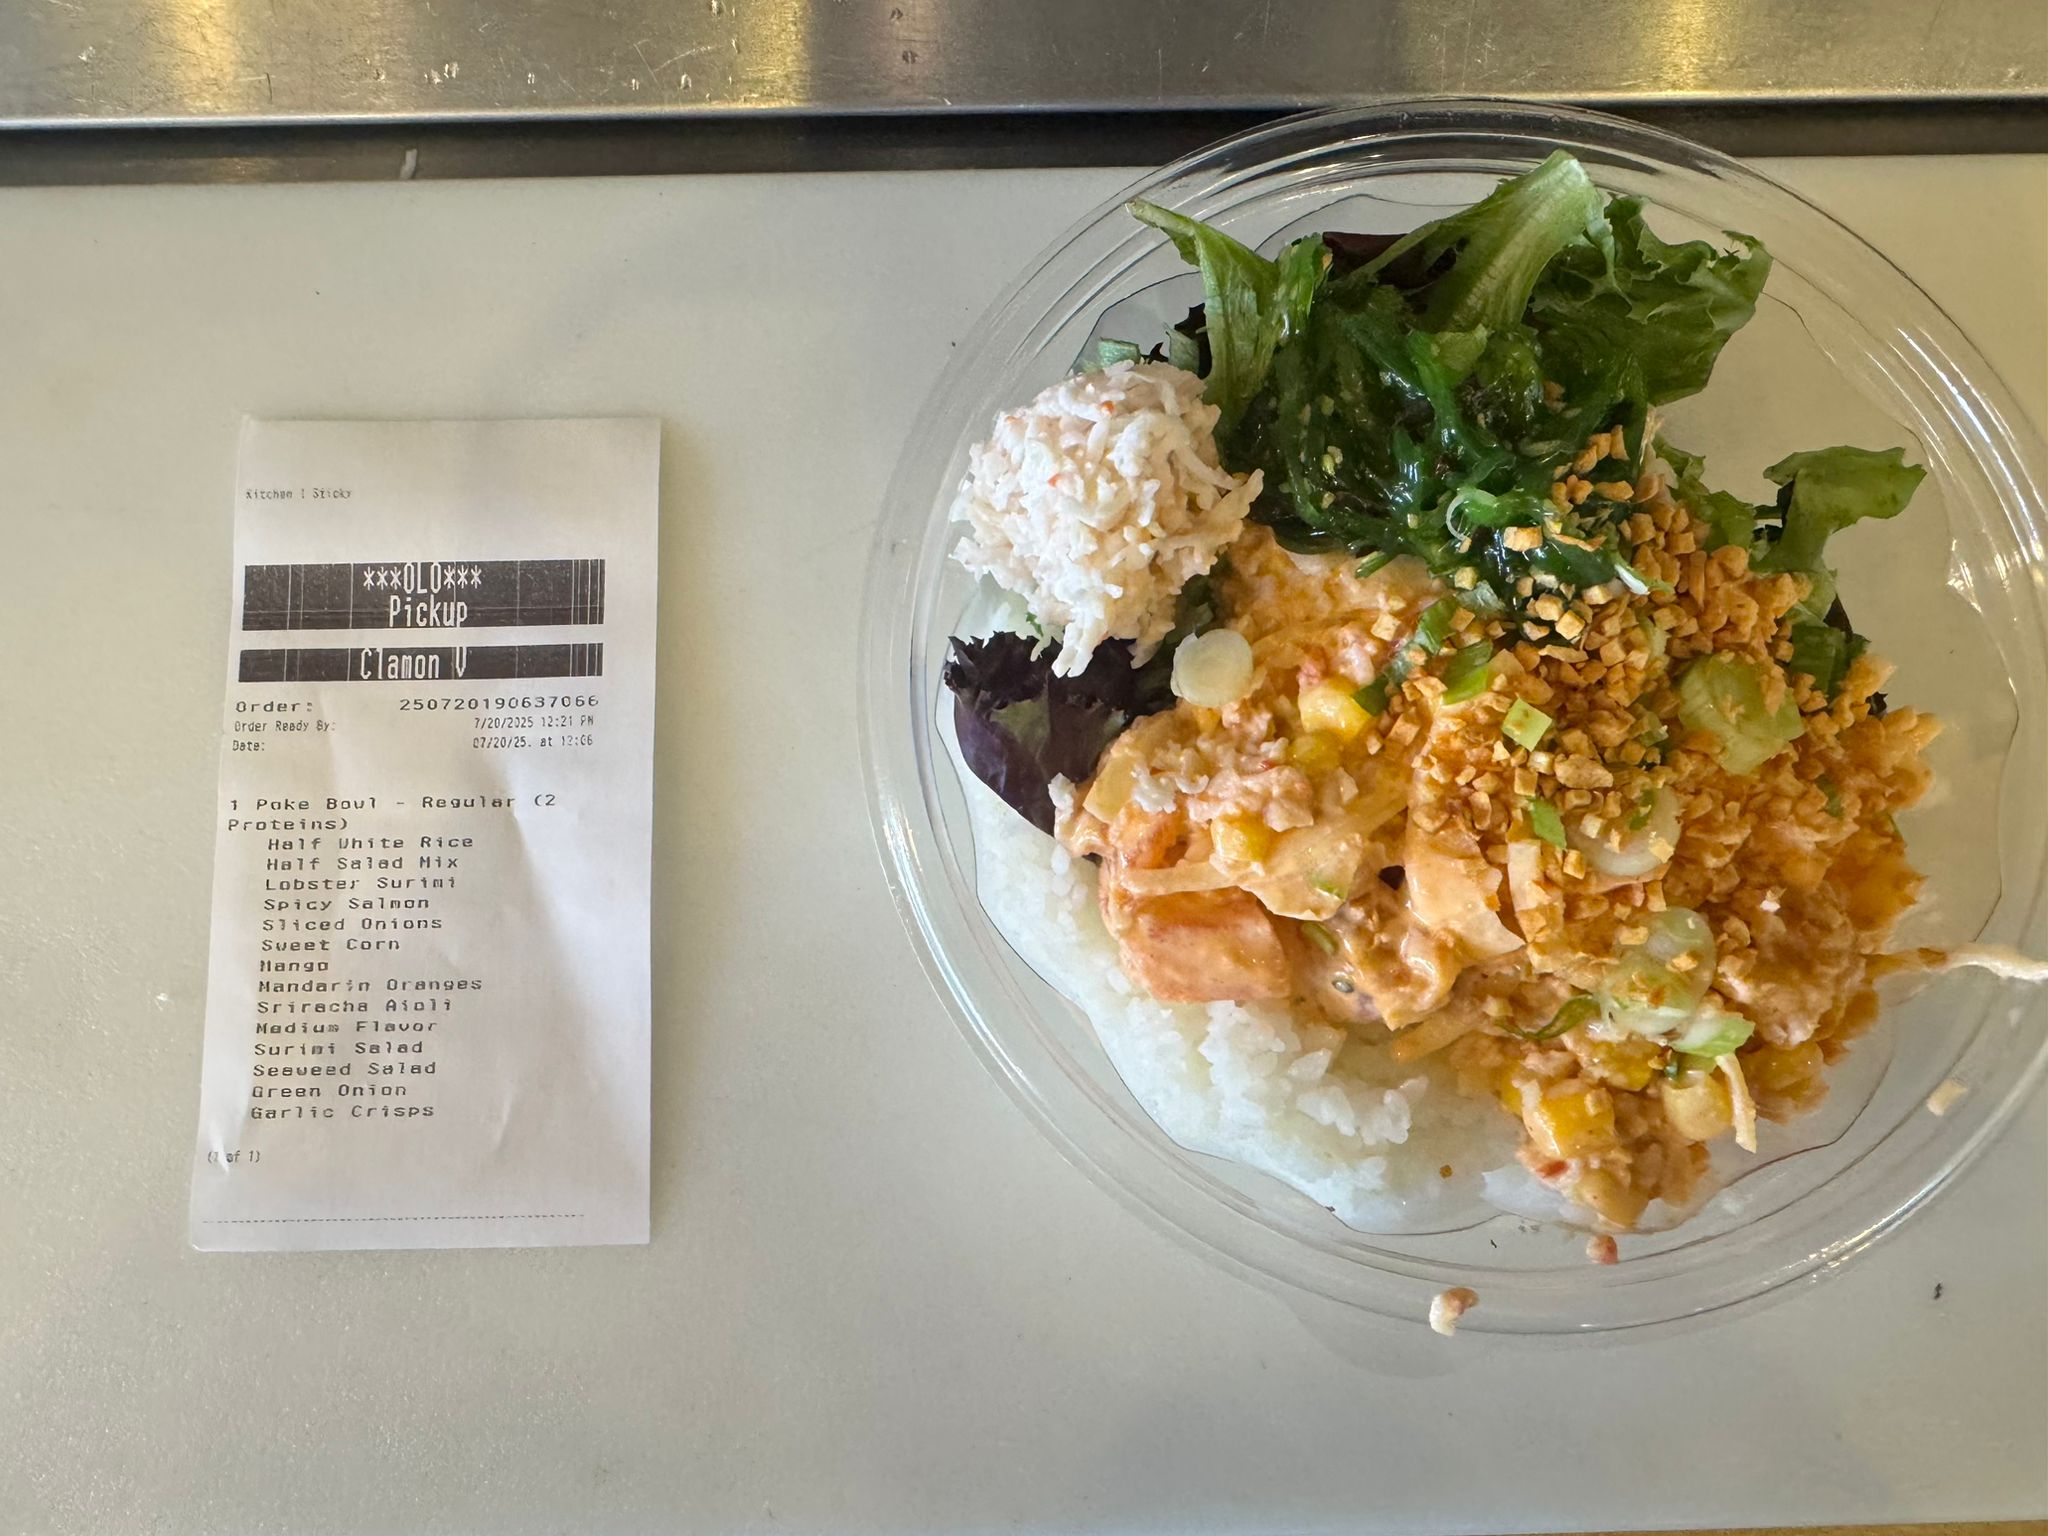 Kitchen 1 Sticky
***OLO***
Pickup
Clamon V
Order: 250720190637066
Order Ready By: 7/20/2025 12:21 PM
Date: 07/20/25, at 12:06
1 Poke Bowl - Regular (2
Proteins)
Half White Rice
Half Salad Mix
Lobster Surimi
Spicy Salmon
Sliced Onions
Sweet Corn
Mango
Mandarin Oranges
Sriracha Aioli
Medium Flavor
Surimi Salad
Seaweed Salad
Green Onion
Garlic Crisps
(1 of 1)